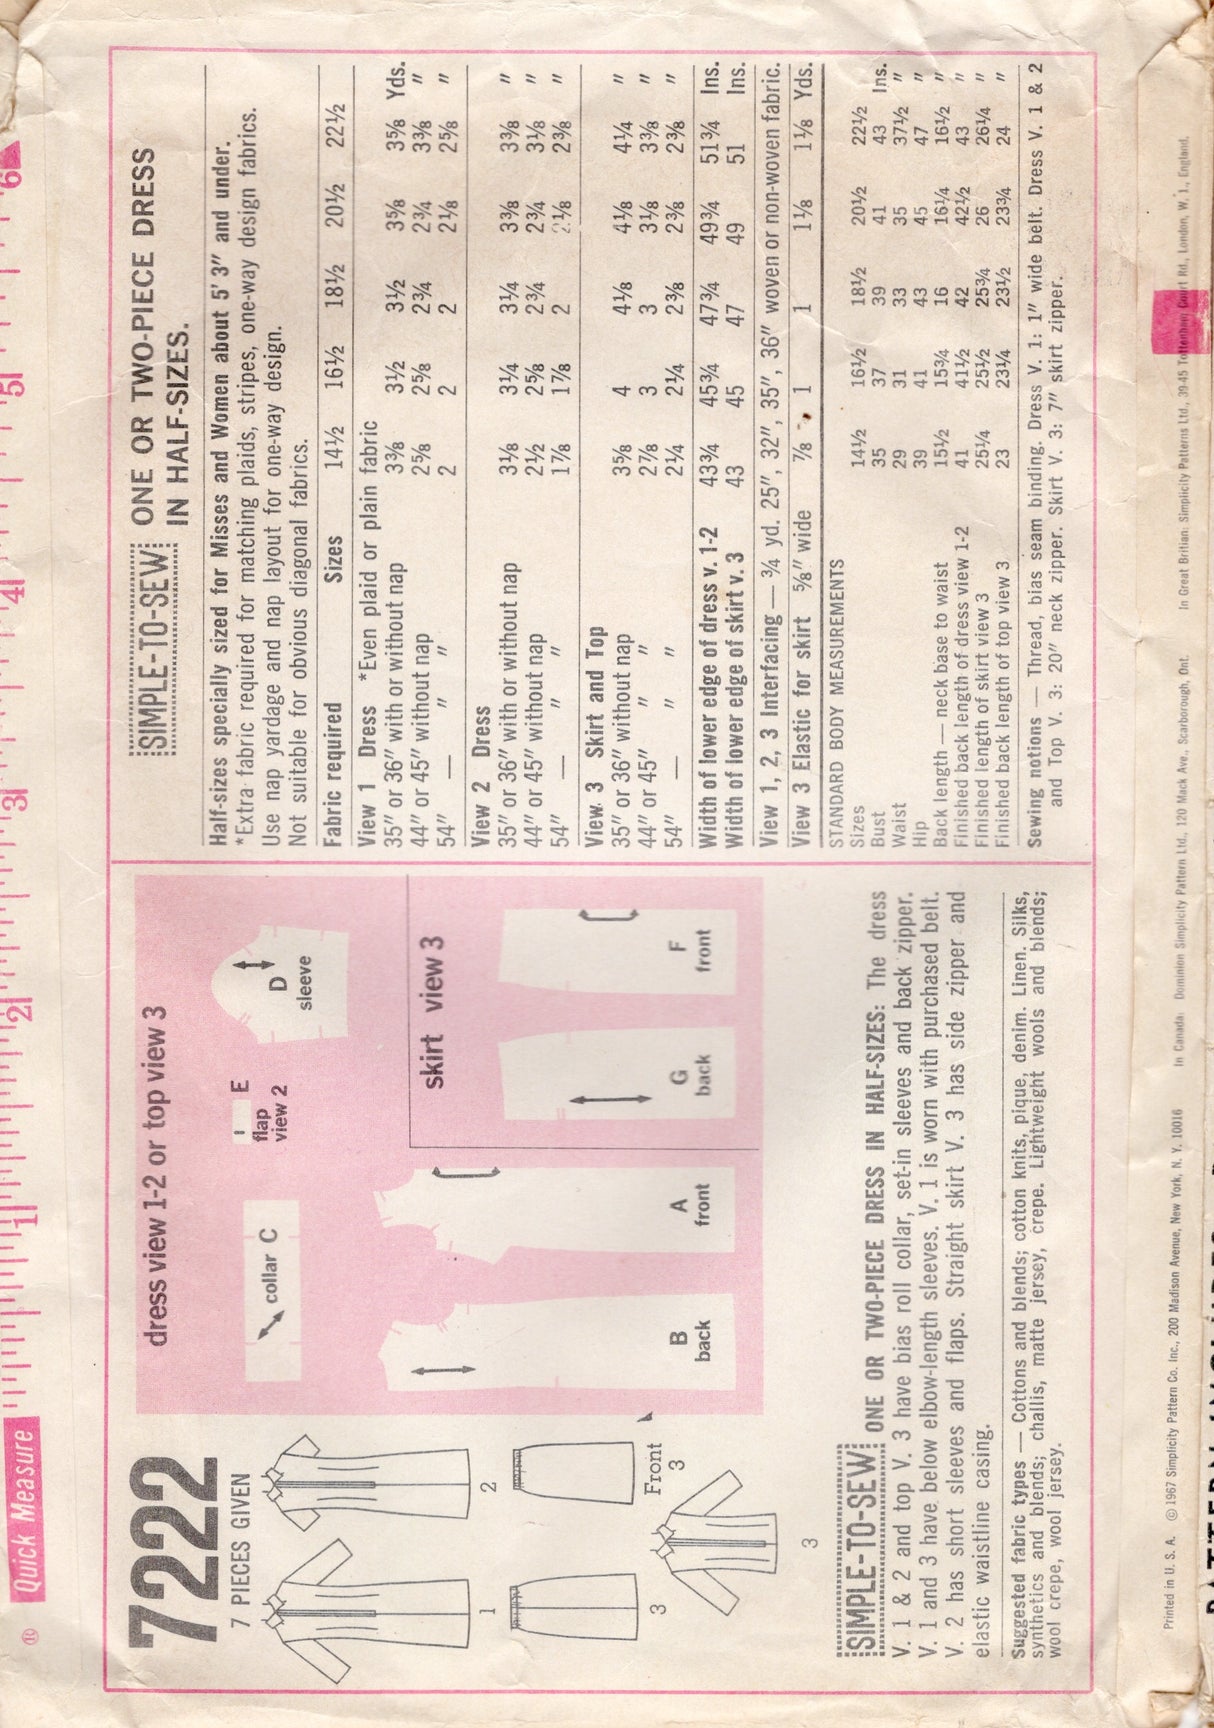 Quick Measure
1 2 3 4 5 6
®
7222
7 PIECES GIVEN
1
2
3
Front
3
3
dress view 1-2 or top view 3
collar C
E
flap
view 2
D
sleeve
B
back
A
front
skirt view 3
G
back
F
front
SIMPLE-TO-SEW ONE OR TWO-PIECE DRESS IN HALF-SIZES: The dress
V. 1 & 2 and top V. 3 have bias roll collar, set-in sleeves and back zipper.
V. 1 and 3 have below elbow-length sleeves. V. 1 is worn with purchased belt.
V. 2 has short sleeves and flaps. Straight skirt V. 3 has side zipper and
elastic waistline casing.
Suggested fabric types — Cottons and blends; cotton knits, pique, denim. Linen. Silks,
synthetics and blends; challis, matte jersey, crepe. Lightweight wools and blends;
wool crepe, wool jersey.
SIMPLE-TO-SEW ONE OR TWO-PIECE DRESS
IN HALF-SIZES.
Half-sizes specially sized for Misses and Women about 5' 3" and under.
*Extra fabric required for matching plaids, stripes, one-way design fabrics.
Use nap yardage and nap layout for one-way design.
Not suitable for obvious diagonal fabrics.
Fabric required Sizes 14½ 16½ 18½ 20½ 22½
View 1 Dress *Even plaid or plain fabric
35" or 36" with or without nap 3⅜ 3½ 3½ 3⅝ 3⅝ Yds.
44" or 45" without nap 2⅝ 2⅝ 2¾ 2¾ 3⅜ "
54" — " " 2 2 2 2⅛ 2⅝ "
View 2 Dress
35" or 36" with or without nap 3⅛ 3¼ 3¼ 3⅜ 3⅜ "
44" or 45" without nap 2½ 2⅝ 2¾ 2¾ 3⅛ "
54" — " " 1⅞ 1⅞ 2 2⅛ 2⅜ "
View. 3 Skirt and Top
35" or 36" without nap 3⅝ 4 4⅛ 4⅛ 4¼ "
44" or 45" " " 2⅞ 3 3 3⅛ 3⅜ "
54" — " " 2¼ 2¼ 2⅜ 2⅜ 2⅜ "
Width of lower edge of dress v. 1-2 43¾ 45¾ 47¾ 49¾ 51¾ Ins.
Width of lower edge of skirt v. 3 43 45 47 49 51 Ins.
View 1, 2, 3 Interfacing — ¾ yd. 25", 32", 35", 36" woven or non-woven fabric.
View 3 Elastic for skirt ⅝" wide ⅞ 1 1 1⅛ 1⅛ Yds.
STANDARD BODY MEASUREMENTS
Sizes 14½ 16½ 18½ 20½ 22½
Bust 35 37 39 41 43 Ins.
Waist 29 31 33 35 37½ "
Hip 39 41 43 45 47 "
Back length — neck base to waist 15½ 15¾ 16 16¼ 16½ "
Finished back length of dress view 1-2 41 41½ 42 42½ 43 "
Finished length of skirt view 3 25¼ 25½ 25¾ 26 26¼ "
Finished back length of top view 3 23 23¼ 23½ 23¾ 24 "
Sewing notions — Thread, bias seam binding. Dress V. 1: 1" wide belt. Dress V. 1 & 2
and Top V. 3: 20" neck zipper. Skirt V. 3: 7" skirt zipper.
Printed in U. S. A. © 1967 Simplicity Pattern Co. Inc., 200 Madison Avenue, New York, N. Y. 10016 In Canada: Dominion Simplicity Pattern Ltd., 120 Mack Ave., Scarborough, Ont. In Great Britian: Simplicity Patterns Ltd., 39-45 Tottenham Court Rd., London, W. 1., England.